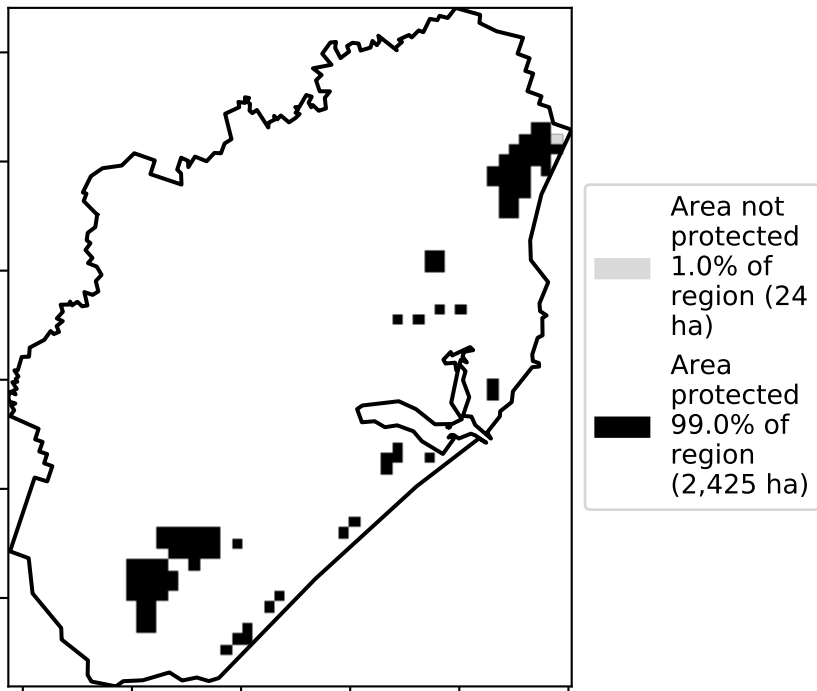 Area not
protected
1.0% of
region (24
ha)
Area
protected
99.0% of
region
(2,425 ha)